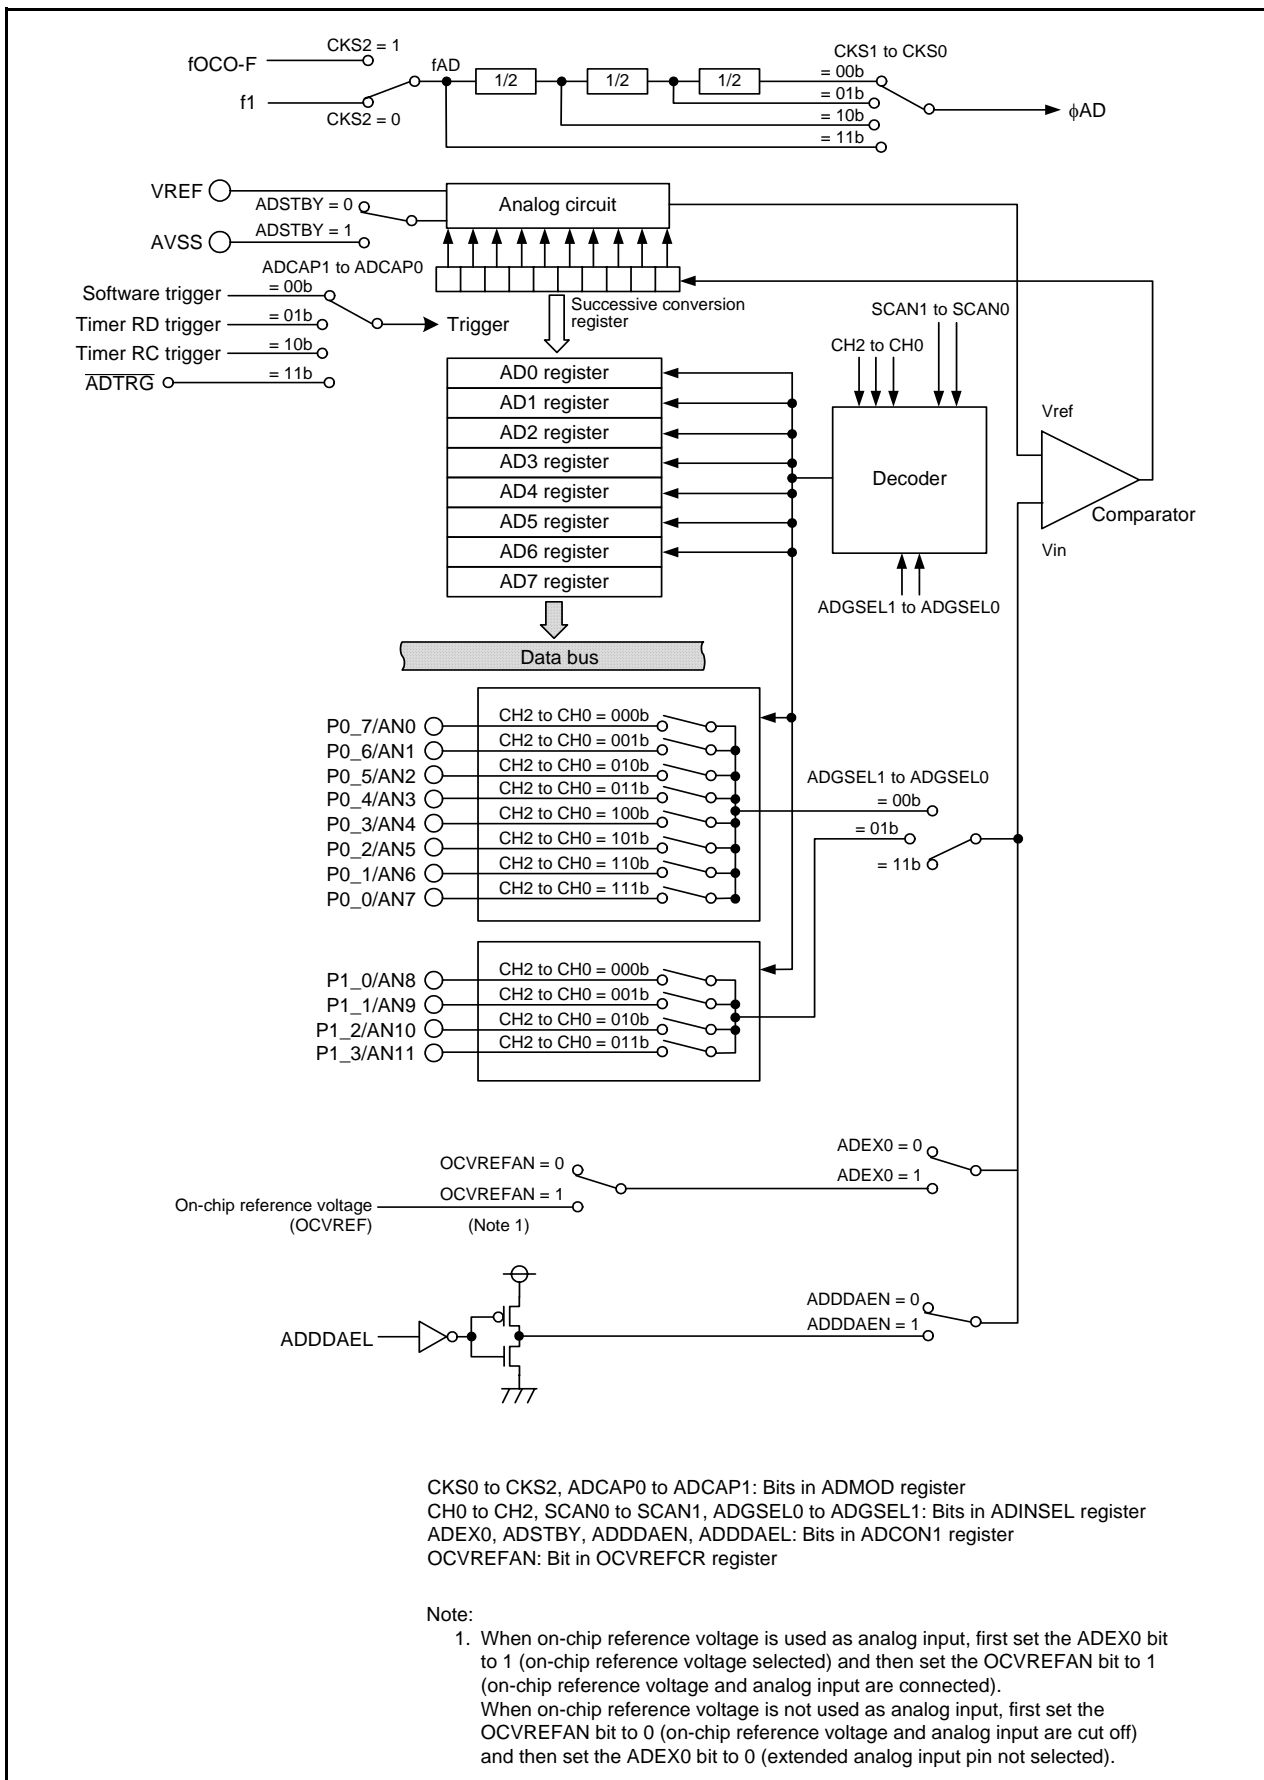 CKS2 = 1
fOCO-F
f1
CKS2 = 0
fAD
1/2
1/2
1/2
CKS1 to CKS0
= 00b
= 01b
= 10b
= 11b
ϕAD
VREF
ADSTBY = 0
AVSS
ADSTBY = 1
Analog circuit
ADCAP1 to ADCAP0
Software trigger
= 00b
Timer RD trigger
= 01b
Timer RC trigger
= 10b
ADTRG
= 11b
Trigger
Successive conversion
register
SCAN1 to SCAN0
CH2 to CH0
AD0 register
AD1 register
AD2 register
AD3 register
AD4 register
AD5 register
AD6 register
AD7 register
Decoder
Vref
Comparator
Vin
ADGSEL1 to ADGSEL0
Data bus
P0_7/AN0 CH2 to CH0 = 000b
P0_6/AN1 CH2 to CH0 = 001b
P0_5/AN2 CH2 to CH0 = 010b
P0_4/AN3 CH2 to CH0 = 011b
P0_3/AN4 CH2 to CH0 = 100b
P0_2/AN5 CH2 to CH0 = 101b
P0_1/AN6 CH2 to CH0 = 110b
P0_0/AN7 CH2 to CH0 = 111b
ADGSEL1 to ADGSEL0
= 00b
= 01b
= 11b
P1_0/AN8 CH2 to CH0 = 000b
P1_1/AN9 CH2 to CH0 = 001b
P1_2/AN10 CH2 to CH0 = 010b
P1_3/AN11 CH2 to CH0 = 011b
OCVREFAN = 0
ADEX0 = 0
On-chip reference voltage
(OCVREF)
OCVREFAN = 1
(Note 1)
ADEX0 = 1
ADDDAEL
ADDDAEN = 0
ADDDAEN = 1
CKS0 to CKS2, ADCAP0 to ADCAP1: Bits in ADMOD register
CH0 to CH2, SCAN0 to SCAN1, ADGSEL0 to ADGSEL1: Bits in ADINSEL register
ADEX0, ADSTBY, ADDDAEN, ADDDAEL: Bits in ADCON1 register
OCVREFAN: Bit in OCVREFCR register
Note:
1. When on-chip reference voltage is used as analog input, first set the ADEX0 bit
to 1 (on-chip reference voltage selected) and then set the OCVREFAN bit to 1
(on-chip reference voltage and analog input are connected).
When on-chip reference voltage is not used as analog input, first set the
OCVREFAN bit to 0 (on-chip reference voltage and analog input are cut off)
and then set the ADEX0 bit to 0 (extended analog input pin not selected).